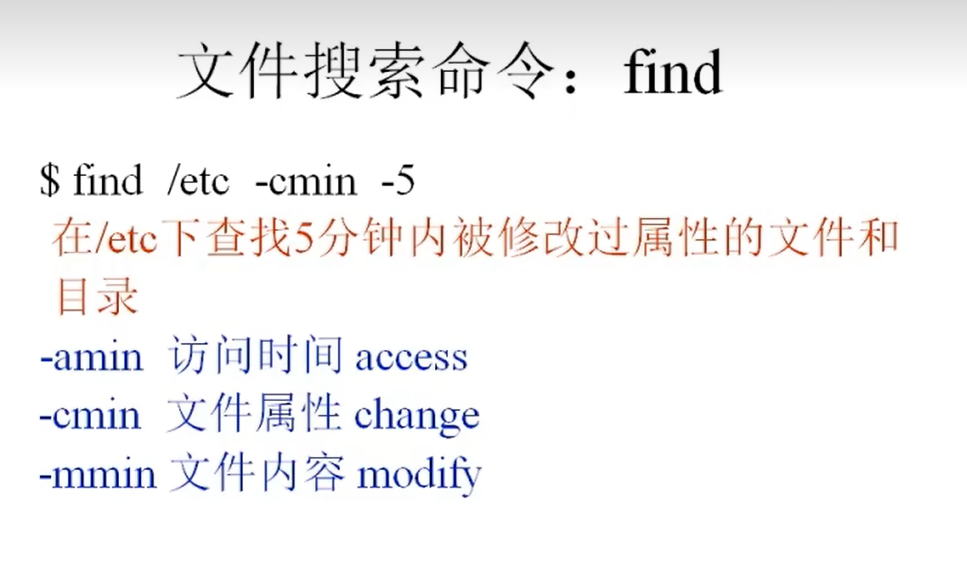 文件搜索命令：find
$ find /etc -cmin -5
在/etc下查找5分钟内被修改过属性的文件和
目录
-amin 访问时间 access
-cmin 文件属性 change
-mmin 文件内容 modify